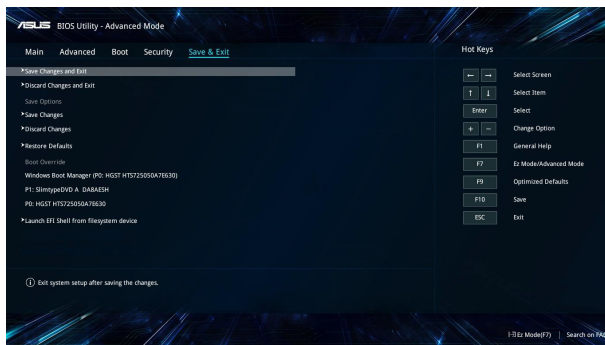 ASUS BIOS Utility - Advanced Mode
Main Advanced Boot Security Save & Exit
Hot Keys
Save Changes and Exit
Discard Changes and Exit
Save Options
Save Changes
Discard Changes
Restore Defaults
Boot Override
Windows Boot Manager (P0: HGST HTS725050A7E630)
P1: SlimtypeDVD A DA8AESH
P0: HGST HTS725050A7E630
Launch EFI Shell from filesystem device
← → Select Screen
↑ ↓ Select Item
Enter Select
+ − Change Option
F1 General Help
F7 Ez Mode/Advanced Mode
F9 Optimized Defaults
F10 Save
ESC Exit
Exit system setup after saving the changes.
Ez Mode(F7) | Search on FA